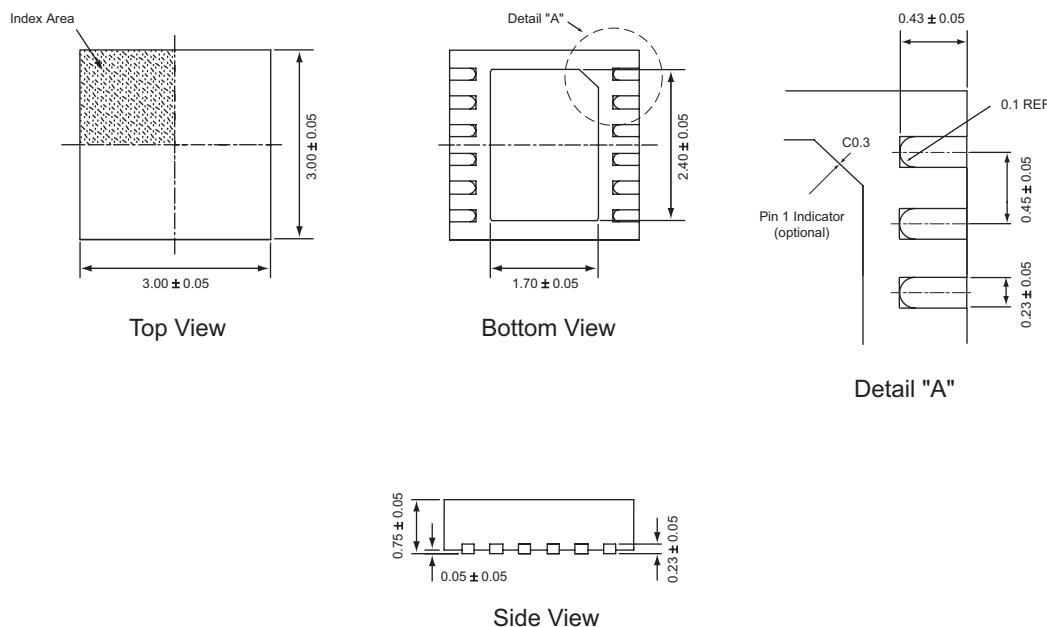 Index Area
3.00 ± 0.05
3.00 ± 0.05
Top View
Detail "A"
2.40 ± 0.05
1.70 ± 0.05
Bottom View
0.43 ± 0.05
0.1 REF
C0.3
0.45 ± 0.05
Pin 1 Indicator
(optional)
0.23 ± 0.05
Detail "A"
0.75 ± 0.05
0.05 ± 0.05
0.23 ± 0.05
Side View